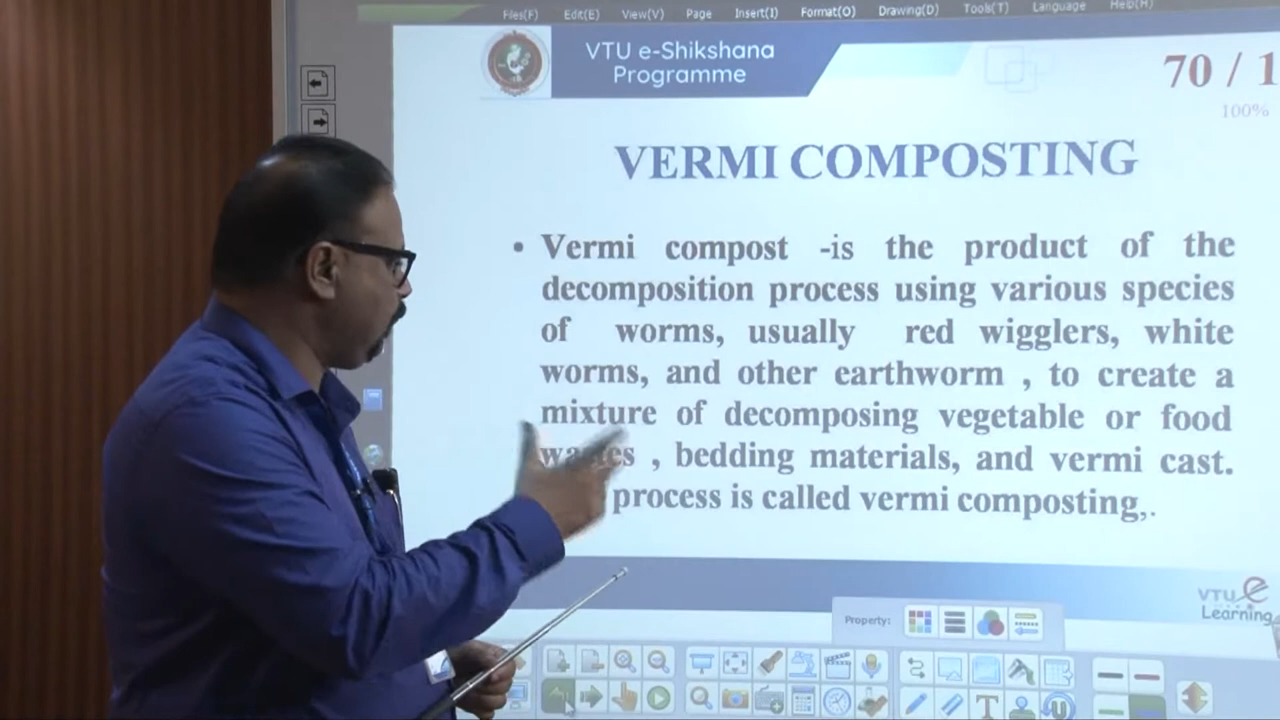 Files(F) Edit(E) View(V) Page Insert(I) Format(O) Drawing(D) Tools(T) Language Help(H)
VTU e-Shikshana
Programme
70 / 1
100%
VERMI COMPOSTING
• Vermi compost -is the product of the
decomposition process using various species
of worms, usually red wigglers, white
worms, and other earthworm , to create a
mixture of decomposing vegetable or food
, bedding materials, and vermi cast.
process is called vermi composting,.
VTU e
Learning
Property: